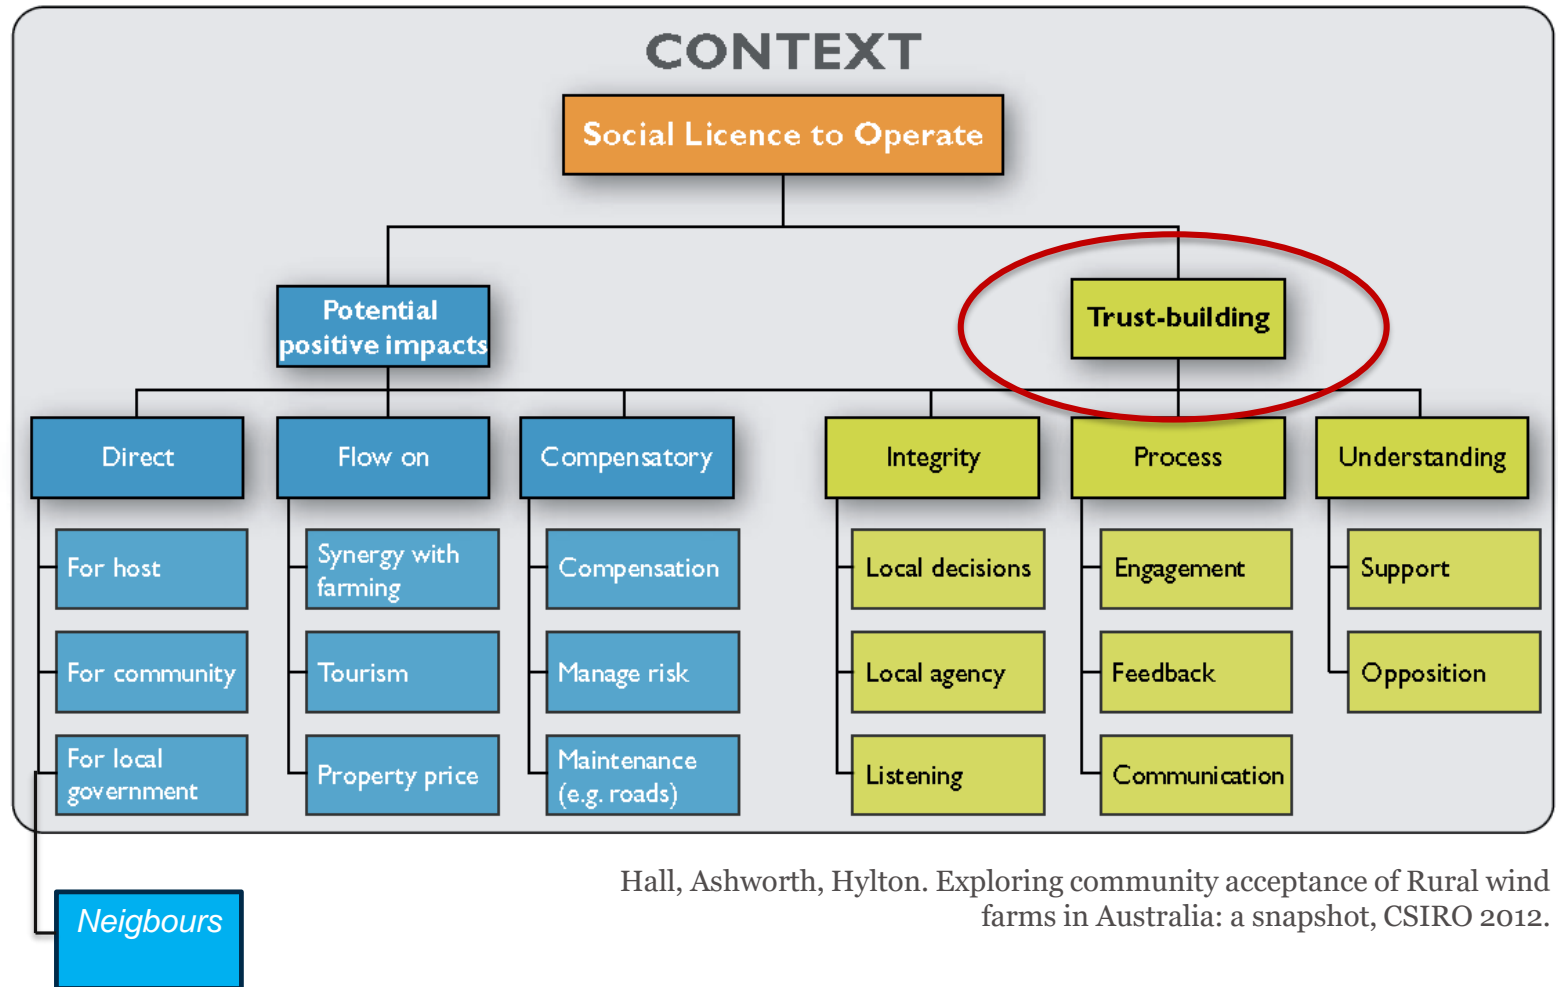 CONTEXT
Social Licence to Operate
Potential
positive impacts
Trust-building
Direct
Flow on
Compensatory
Integrity
Process
Understanding
For host
Synergy with
farming
Compensation
Local decisions
Engagement
Support
For community
Tourism
Manage risk
Local agency
Feedback
Opposition
For local
government
Property price
Maintenance
(e.g. roads)
Listening
Communication
Neigbours
Hall, Ashworth, Hylton. Exploring community acceptance of Rural wind
farms in Australia: a snapshot, CSIRO 2012.